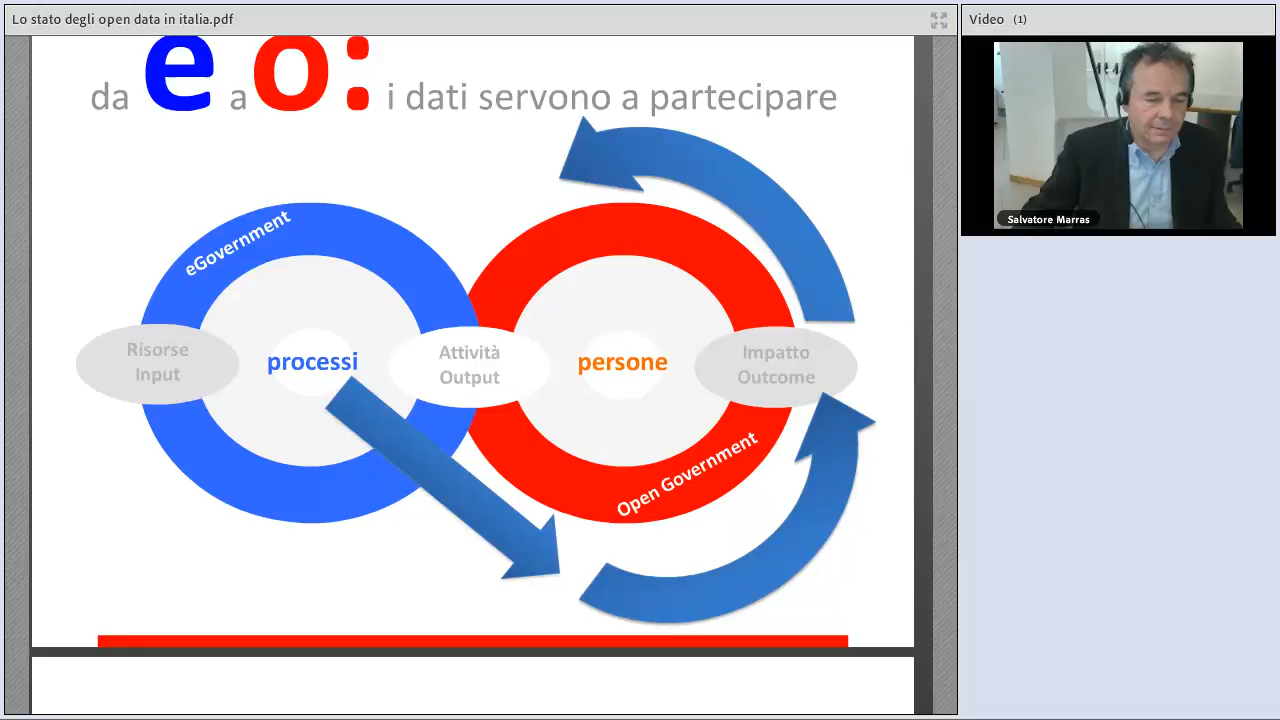 Lo stato degli open data in italia.pdf
Video (1)
da e a o: i dati servono a partecipare
Salvatore Marras
eGovernment
Risorse
Input
processi
Attività
Output
persone
Impatto
Outcome
Open Government